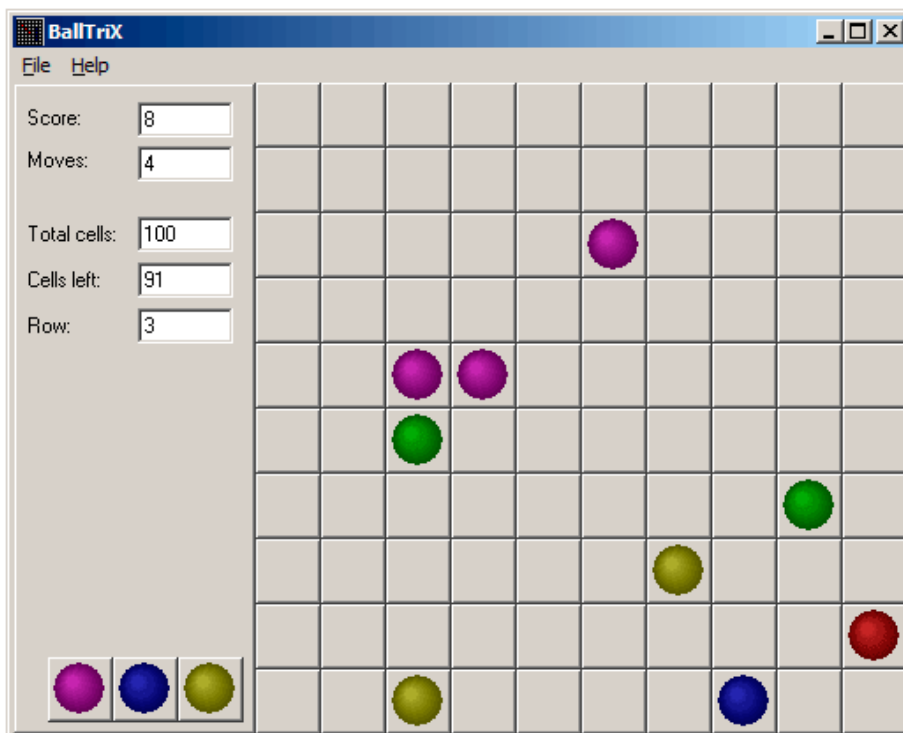 BallTriX
File Help
Score: 8
Moves: 4
Total cells: 100
Cells left: 91
Row: 3